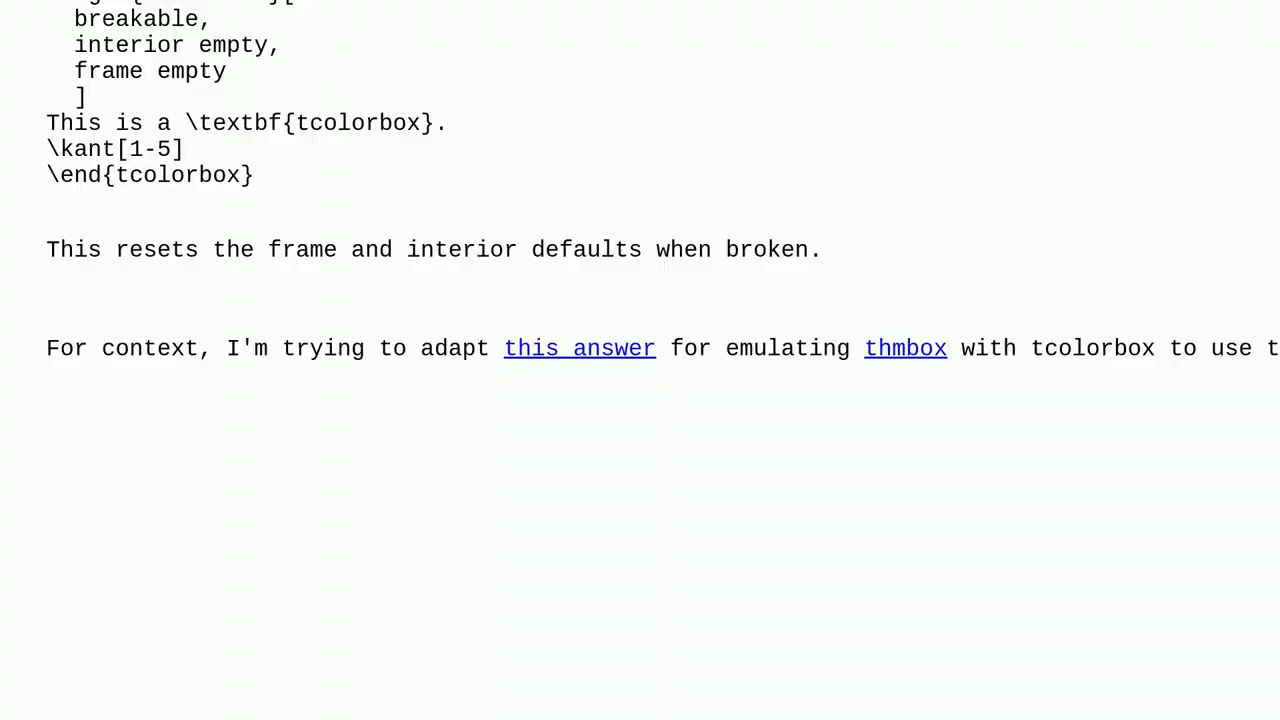 breakable,
interior empty,
frame empty
]
This is a \textbf{tcolorbox}.
\kant[1-5]
\end{tcolorbox}
This resets the frame and interior defaults when broken.
For context, I'm trying to adapt this answer for emulating thmbox with tcolorbox to use